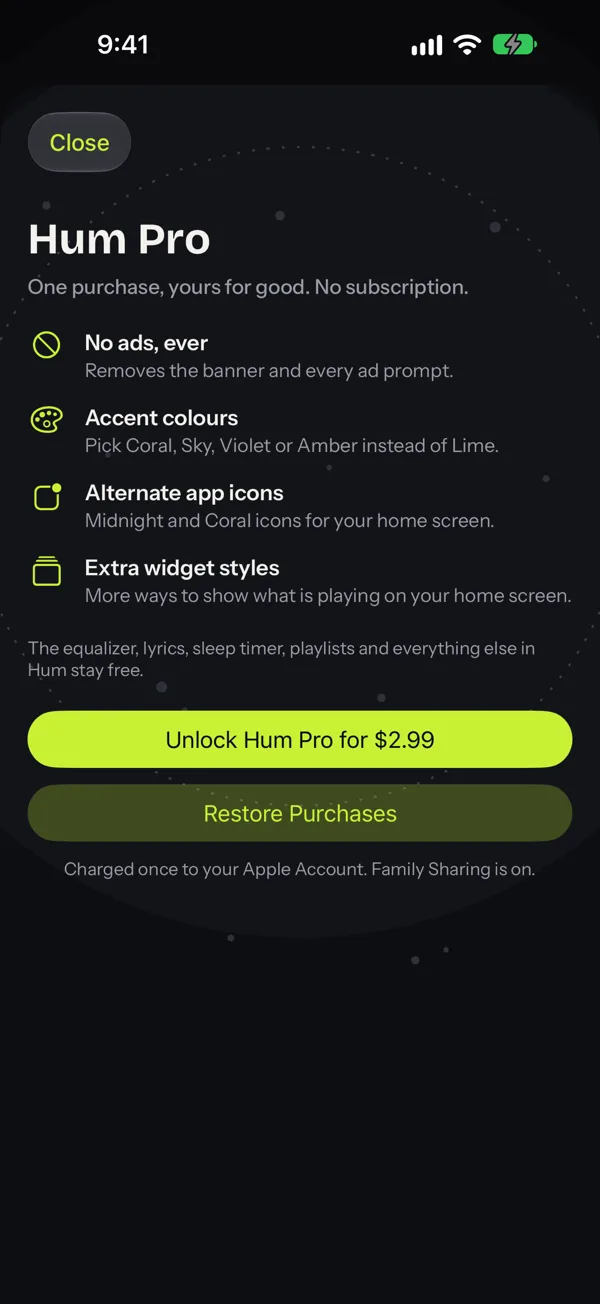 9:41
Close
Hum Pro
One purchase, yours for good. No subscription.
No ads, ever
Removes the banner and every ad prompt.
Accent colours
Pick Coral, Sky, Violet or Amber instead of Lime.
Alternate app icons
Midnight and Coral icons for your home screen.
Extra widget styles
More ways to show what is playing on your home screen.
The equalizer, lyrics, sleep timer, playlists and everything else in
Hum stay free.
Unlock Hum Pro for $2.99
Restore Purchases
Charged once to your Apple Account. Family Sharing is on.